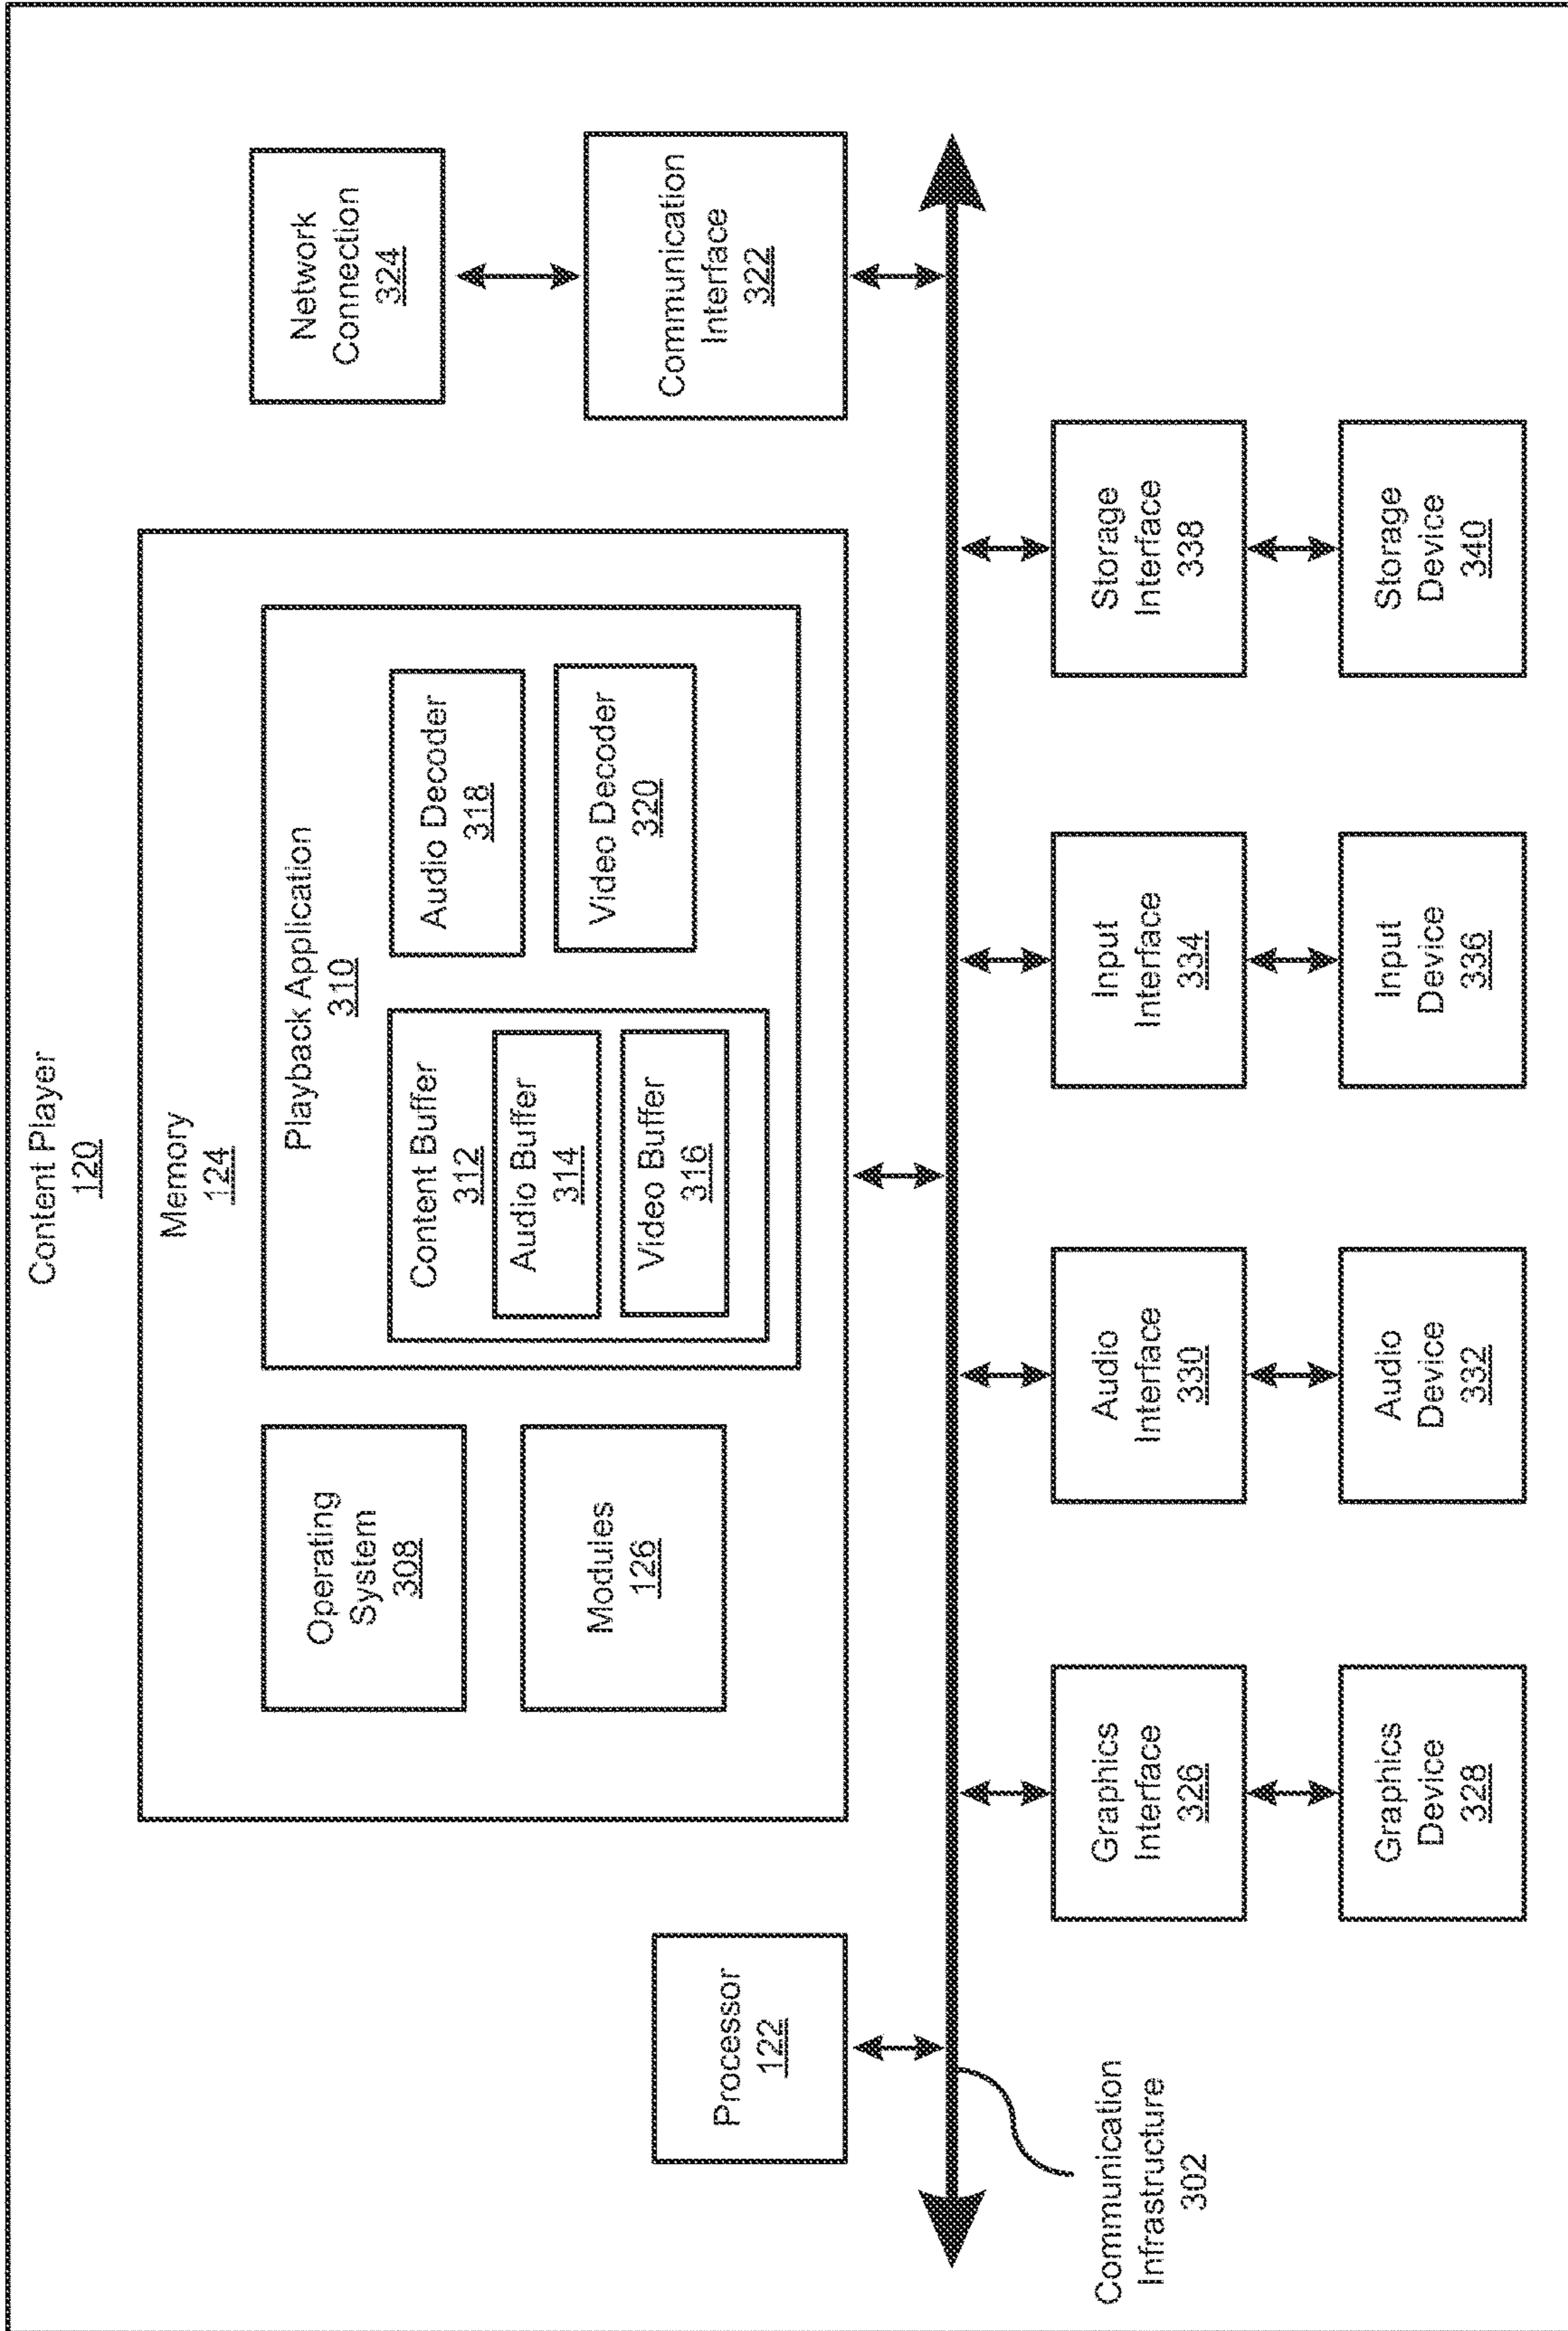 Content Player
120
Memory
124
Operating
System
308
Modules
126
Playback Application
310
Content Buffer
312
Audio Buffer
314
Video Buffer
316
Audio Decoder
318
Video Decoder
320
Network
Connection
324
Communication
Interface
322
Processor
122
Communication
Infrastructure
302
Graphics
Interface
326
Graphics
Device
328
Audio
Interface
330
Audio
Device
332
Input
Interface
334
Input
Device
336
Storage
Interface
338
Storage
Device
340